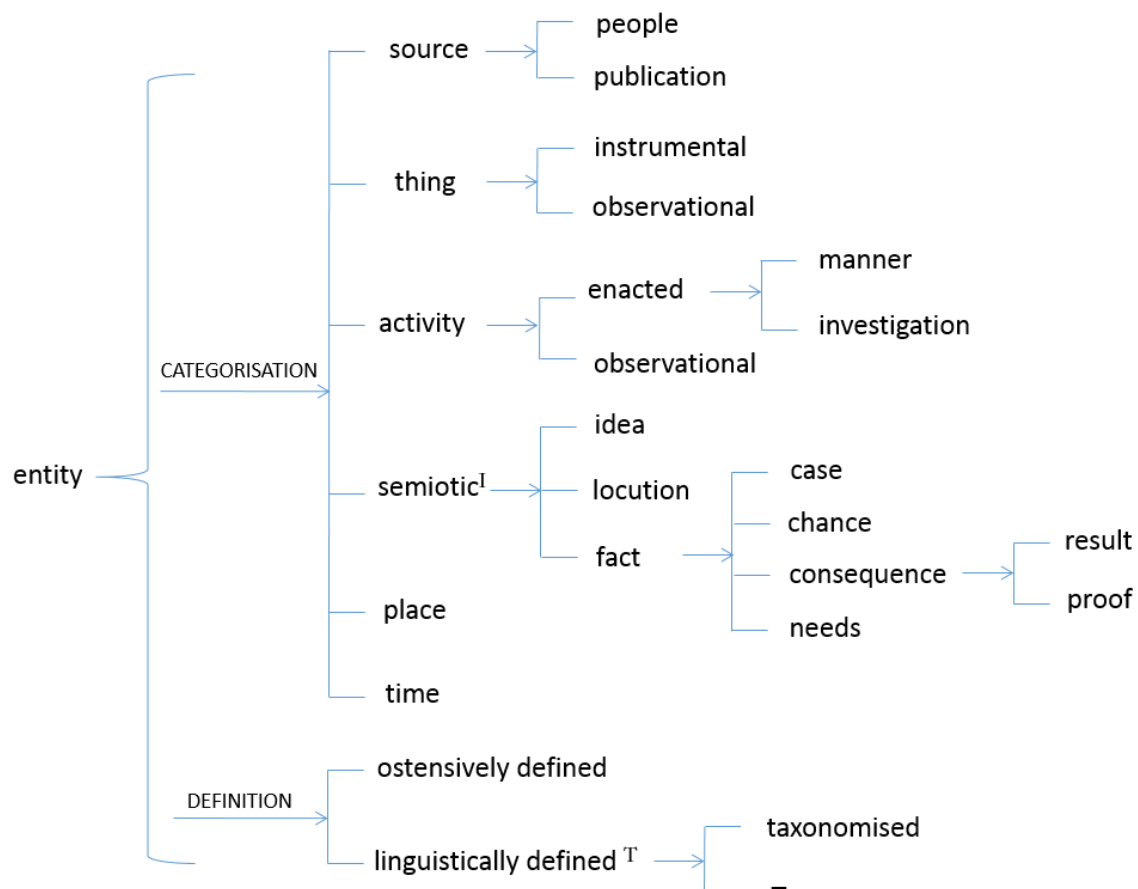 people
source
publication
instrumental
thing
observational
manner
enacted
activity
investigation
observational
CATEGORISATION
idea
case
entity
semioticᴵ
locution
chance
fact
result
consequence
proof
place
needs
time
ostensively defined
DEFINITION
taxonomised
linguistically defined ᵀ